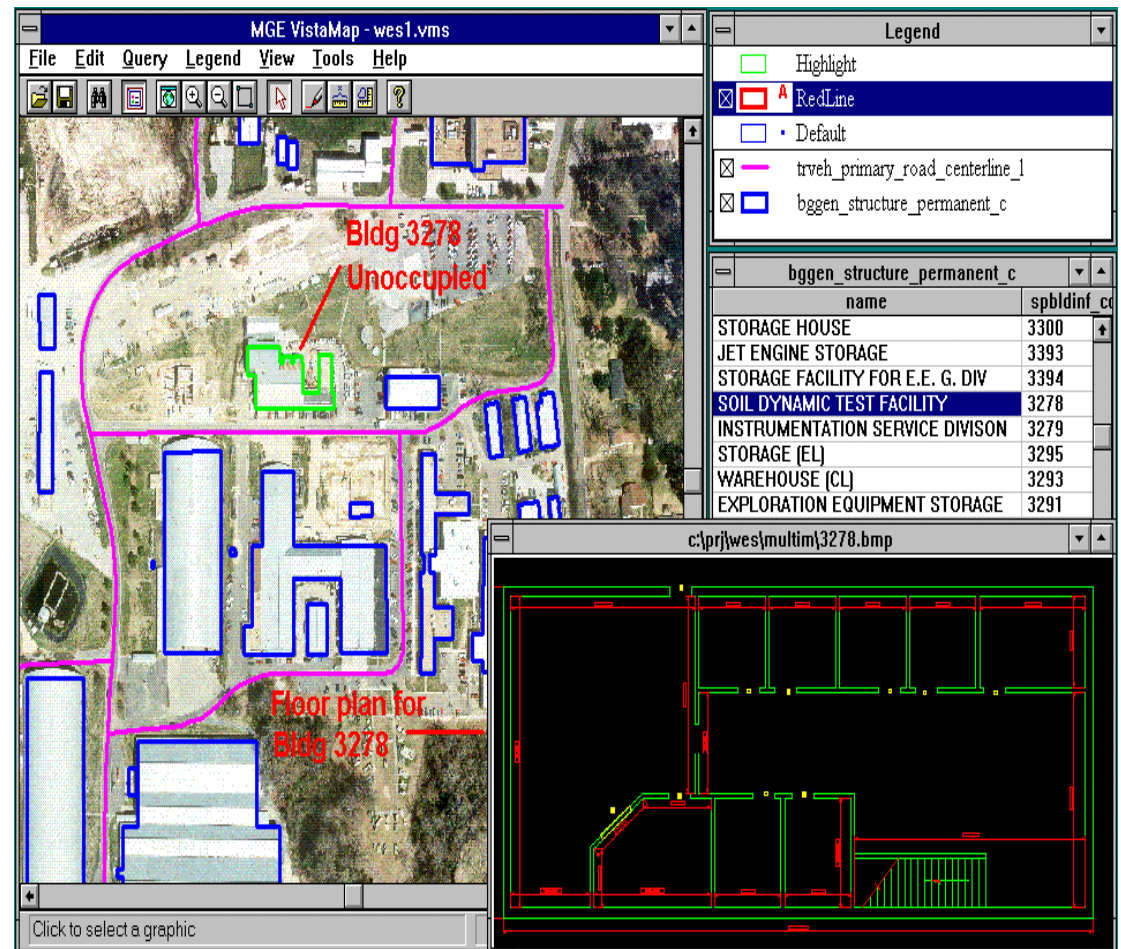 MGE VistaMap - wes1.vms
File Edit Query Legend View Tools Help
Bldg 3278
Unoccupled
Floor plan for
Bldg 3278
Click to select a graphic
Legend
Highlight
A RedLine
Default
trveh_primary_road_centerline_l
bggen_structure_permanent_c
bggen_structure_permanent_c
name spbldinf_co
STORAGE HOUSE 3300
JET ENGINE STORAGE 3393
STORAGE FACILITY FOR E.E. G. DIV 3394
SOIL DYNAMIC TEST FACILITY 3278
INSTRUMENTATION SERVICE DIVISON 3279
STORAGE (EL) 3295
WAREHOUSE (CL) 3293
EXPLORATION EQUIPMENT STORAGE 3291
c:\prj\wes\multim\3278.bmp